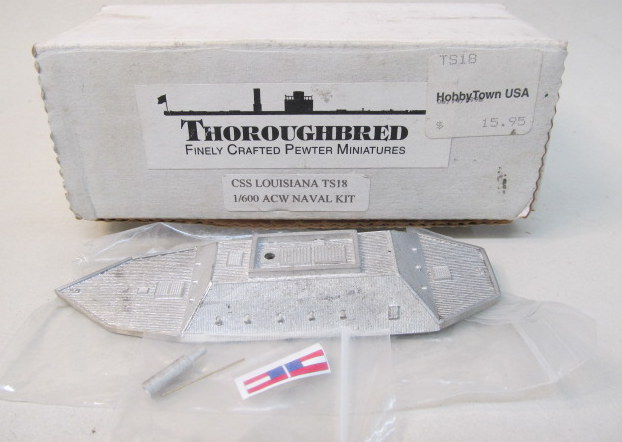 TS18
HobbyTown USA
$ 15.95
THOROUGHBRED
FINELY CRAFTED PEWTER MINIATURES
CSS LOUISIANA TS18
1/600 ACW NAVAL KIT